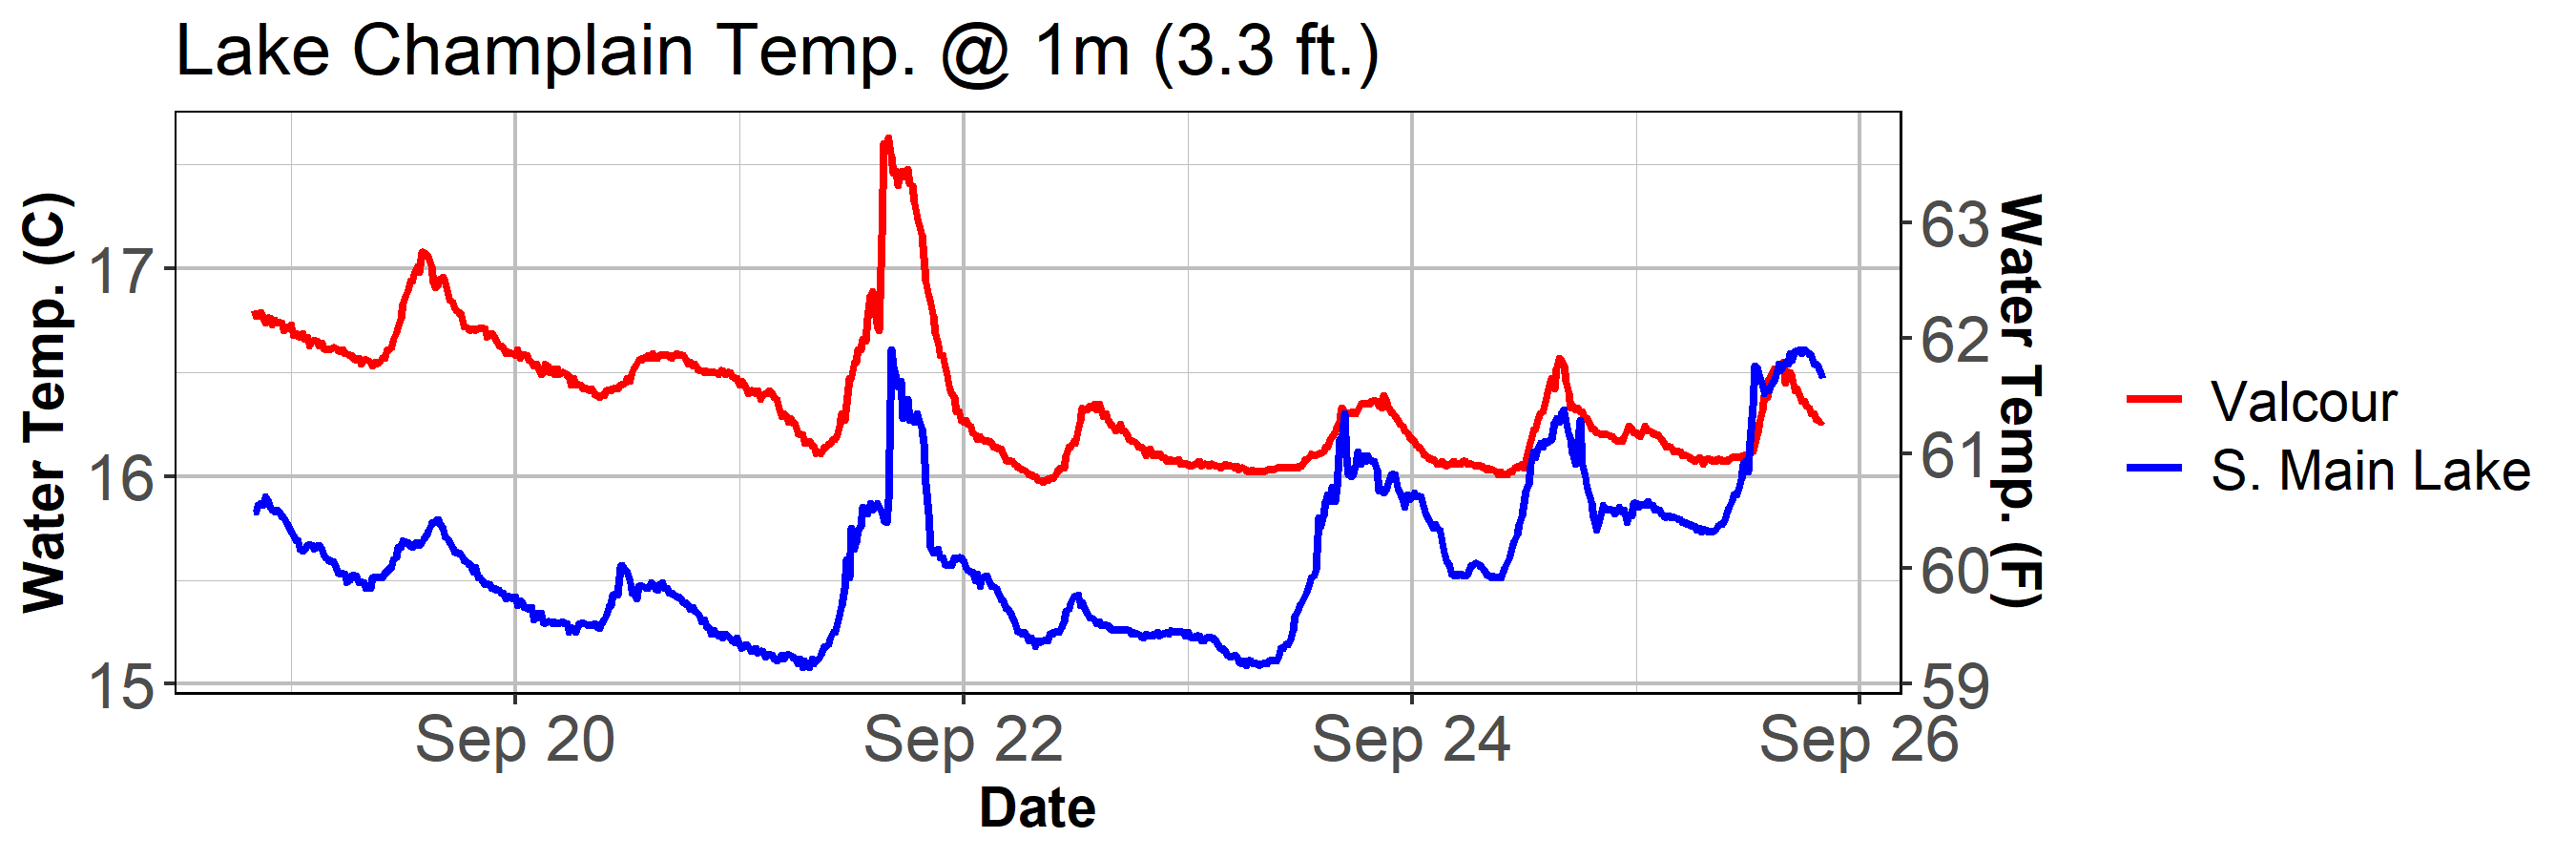 Lake Champlain Temp. @ 1m (3.3 ft.)
Water Temp. (C)
17
16
15
63
62
61
60
59
Water Temp. (F)
Sep 20
Sep 22
Sep 24
Sep 26
Date
Valcour
S. Main Lake